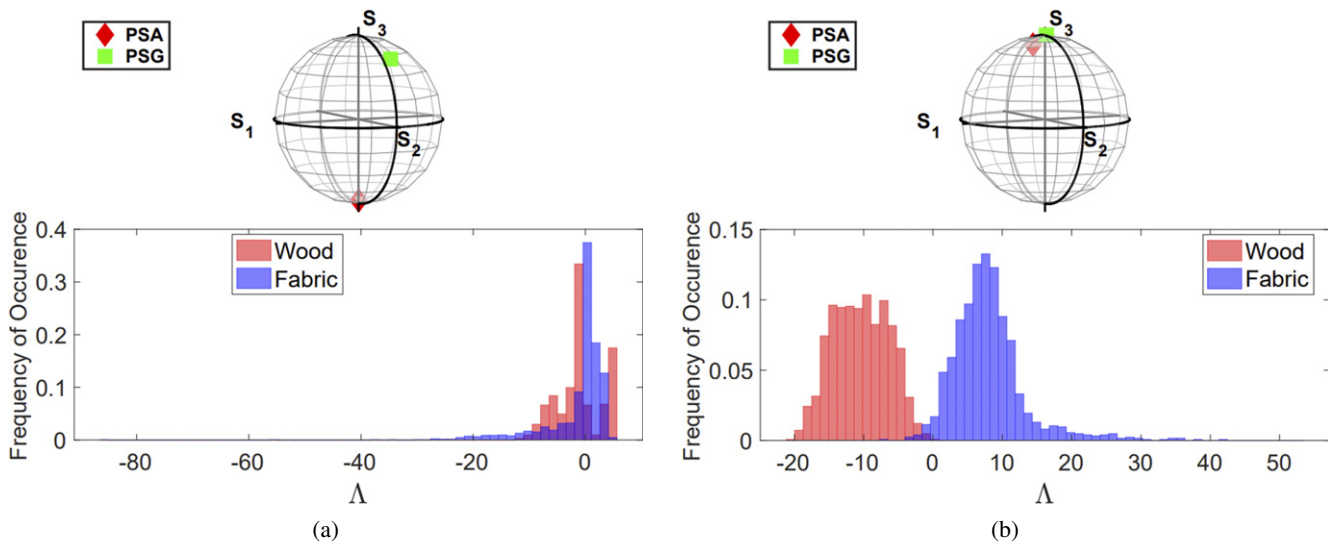 PSA
PSG
S3
S1
S2
Frequency of Occurence
0.4
0.3
0.2
0.1
0
Wood
Fabric
-80 -60 -40 -20 0
Λ
(a)
PSA
PSG
S3
S1
S2
Frequency of Occurence
0.15
0.1
0.05
0
Wood
Fabric
-20 -10 0 10 20 30 40 50
Λ
(b)